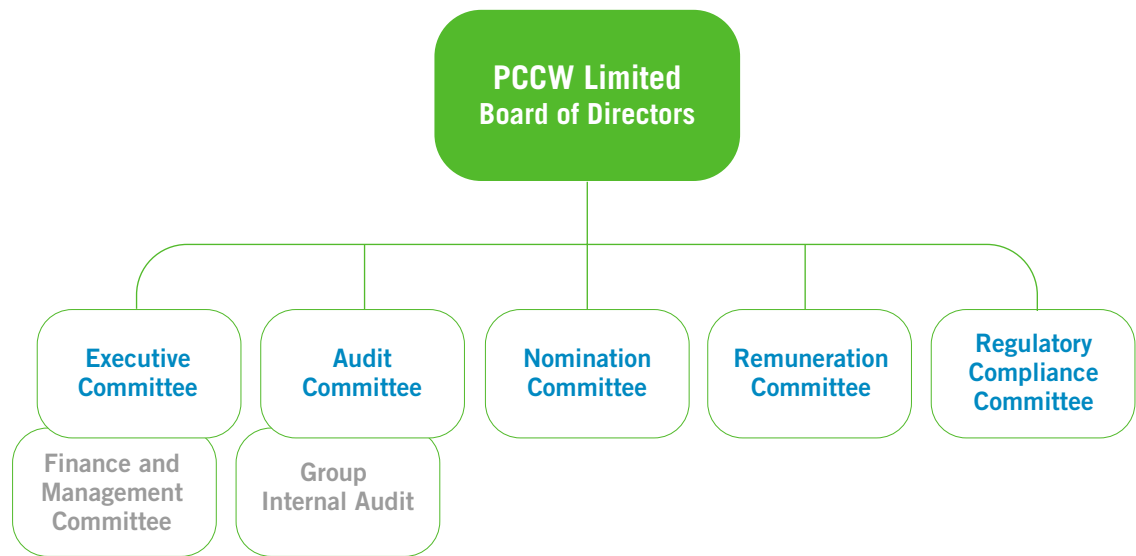 PCCW Limited
Board of Directors
Executive
Committee
Audit
Committee
Nomination
Committee
Remuneration
Committee
Regulatory
Compliance
Committee
Finance and
Management
Committee
Group
Internal Audit